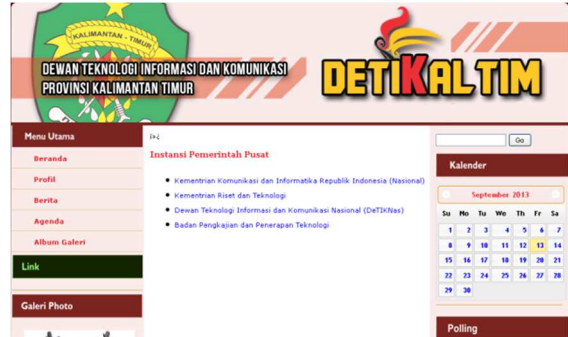 KALIMANTAN - TIMUR
DEWAN TEKNOLOGI INFORMASI DAN KOMUNIKASI
PROVINSI KALIMANTAN TIMUR
DETIKALTIM
Menu Utama
Beranda
Profil
Berita
Agenda
Album Galeri
Link
Galeri Photo
ï»¿
Instansi Pemerintah Pusat
Kementrian Komunikasi dan Informatika Republik Indonesia (Nasional)
Kementrian Riset dan Teknologi
Dewan Teknologi Informasi dan Komunikasi Nasional (DeTIKNas)
Badan Pengkajian dan Penerapan Teknologi
Go
Kalender
September 2013
Su Mo Tu We Th Fr Sa
1 2 3 4 5 6 7
8 9 10 11 12 13 14
15 16 17 18 19 20 21
22 23 24 25 26 27 28
29 30
Polling